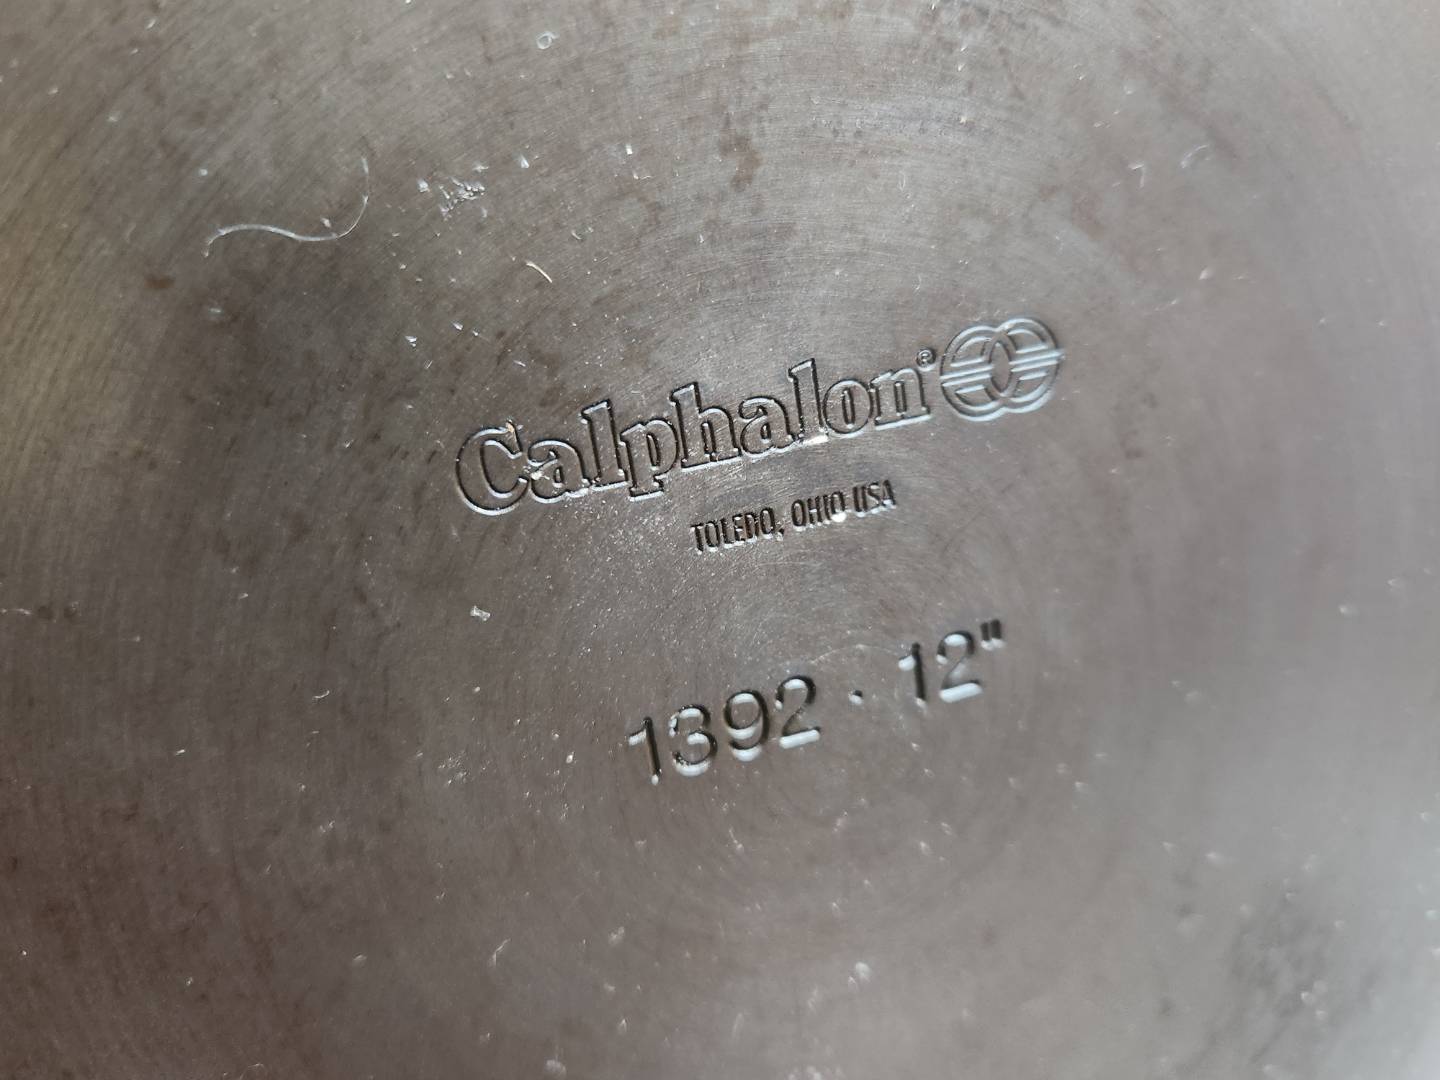 Calphalon®
TOLEDO, OHIO USA
1392 · 12"